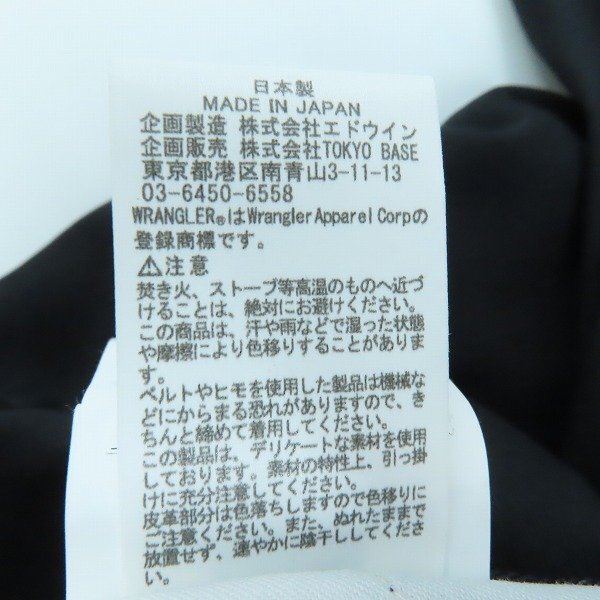 日本製
MADE IN JAPAN
企画製造 株式会社エドウイン
企画販売 株式会社TOKYO BASE
東京都港区南青山3-11-13
03-6450-6558
WRANGLER®はWrangler Apparel Corpの
登録商標です。
⚠注意
焚き火、ストーブ等高温のものへ近づ
けることは、絶対にお避けください。
この商品は、汗や雨などで湿った状態
や摩擦により色移りすることがありま
す。
ベルトやヒモを使用した製品は機械な
どにからまる恐れがありますので、き
ちんと締めて着用してください。
この製品は、デリケートな素材を使用
しております。素材の特性上、引っ掛
けに充分注意してください。
皮革部分は色落ちしますので色移りに
ご注意ください。また、ぬれたままで
放置せず、速やかに陰干ししてくださ
い。